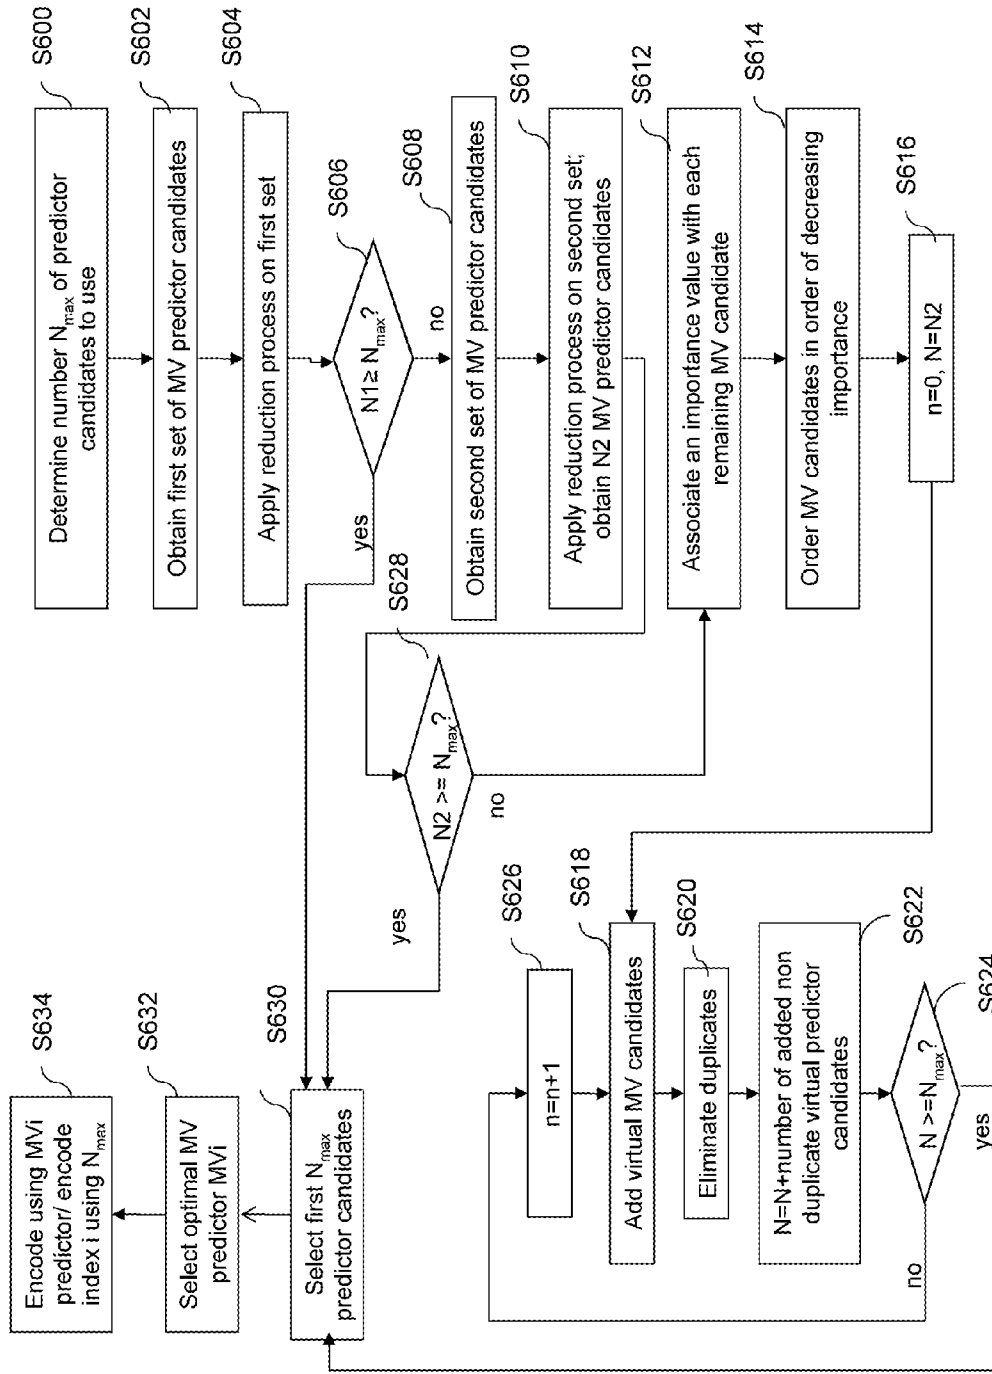 S600
Determine number Nmax of predictor
candidates to use
S602
Obtain first set of MV predictor candidates
S604
Apply reduction process on first set
S606
N1≥ Nmax?
yes
no
S608
Obtain second set of MV predictor candidates
S610
Apply reduction process on second set;
obtain N2 MV predictor candidates
S628
N2 >= Nmax?
yes
no
S612
Associate an importance value with each
remaining MV candidate
S614
Order MV candidates in order of decreasing
importance
S616
n=0, N=N2
S626
n=n+1
S618
Add virtual MV candidates
S620
Eliminate duplicates
S622
N=N+number of added non
duplicate virtual predictor
candidates
S624
N >=Nmax?
no
yes
S630
Select first Nmax
predictor candidates
S632
Select optimal MV
predictor MVi
S634
Encode using MVi
predictor/ encode
index i using Nmax